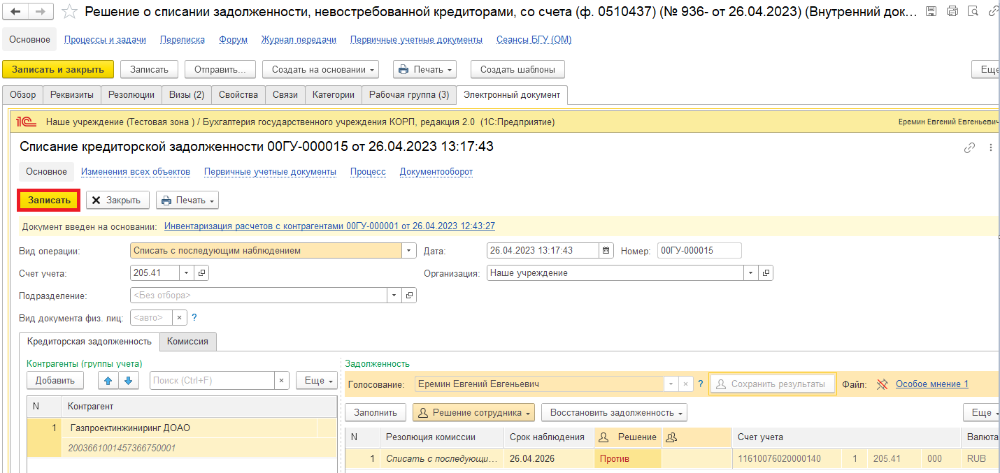 Решение о списании задолженности, невостребованной кредиторами, со счета (ф. 0510437) (№ 936- от 26.04.2023) (Внутренний док...
Основное Процессы и задачи Переписка Форум Журнал передачи Первичные учетные документы Сеансы БГУ (ОМ)
Записать и закрыть Записать Отправить... Создать на основании Печать Создать шаблоны Еще
Обзор Реквизиты Резолюции Визы (2) Свойства Связи Категории Рабочая группа (3) Электронный документ
1С Наше учреждение (Тестовая зона ) / Бухгалтерия государственного учреждения КОРП, редакция 2.0 (1С:Предприятие) Еремин Евгений Евгеньевич
Списание кредиторской задолженности 00ГУ-000015 от 26.04.2023 13:17:43
Основное Изменения всех объектов Первичные учетные документы Процесс Документооборот
Записать Закрыть Печать
Документ введен на основании: Инвентаризация расчетов с контрагентами 00ГУ-000001 от 26.04.2023 12:43:27
Вид операции: Списать с последующим наблюдением Дата: 26.04.2023 13:17:43 Номер: 00ГУ-000015
Счет учета: 205.41 Организация: Наше учреждение
Подразделение: <Без отбора>
Вид документа физ. лиц: <авто> ?
Кредиторская задолженность Комиссия
Контрагенты (группы учета) Задолженность
Добавить Поиск (Ctrl+F) Еще Голосование: Еремин Евгений Евгеньевич ? Сохранить результаты Файл: Особое мнение 1
Заполнить Решение сотрудника Восстановить задолженность Еще
N Контрагент
1 Газпроектинжиниринг ДОАО
2003661001457366750001
N Резолюция комиссии Срок наблюдения Решение Счет учета Валюта
1 Списать с последующи... 26.04.2026 Против 11610076020000140 1 205.41 000 RUB